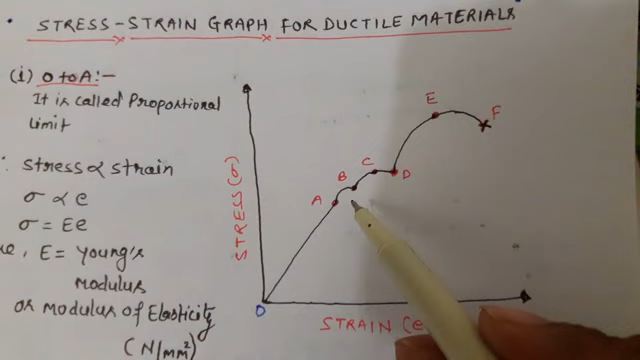 • STRESS-STRAIN GRAPH FOR DUCTILE MATERIALS
(i) O to A:-
It is called Proportional
Limit
∴ stress ∝ strain
σ ∝ e
σ = Ee
E = Young's
modulus
or modulus of Elasticity
(N/mm²)
STRESS (σ)
O
A
B
C
D
E
F
STRAIN (e